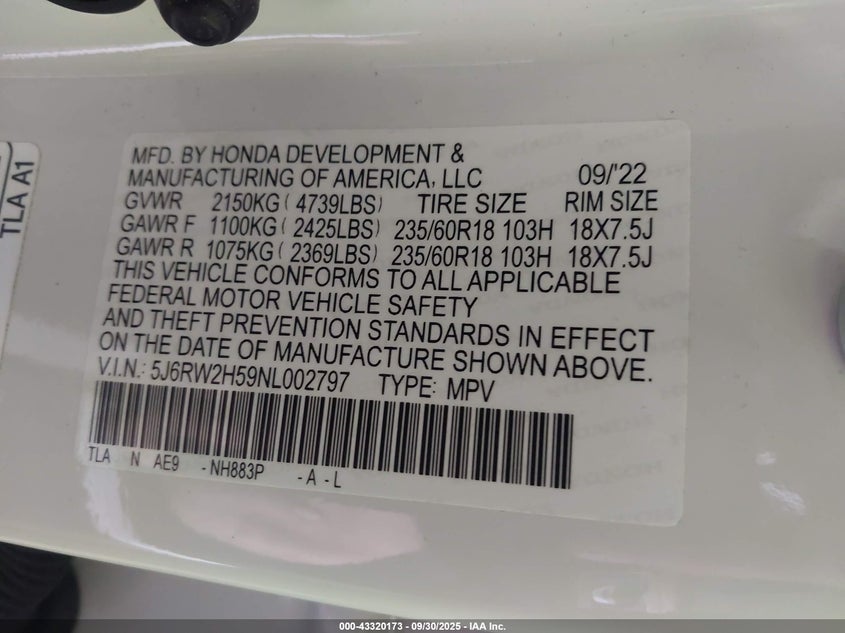 TLA A1
MFD. BY HONDA DEVELOPMENT &
MANUFACTURING OF AMERICA, LLC 09/'22
GVWR 2150KG( 4739LBS) TIRE SIZE RIM SIZE
GAWR F 1100KG( 2425LBS) 235/60R18 103H 18X7.5J
GAWR R 1075KG( 2369LBS) 235/60R18 103H 18X7.5J
THIS VEHICLE CONFORMS TO ALL APPLICABLE
FEDERAL MOTOR VEHICLE SAFETY
AND THEFT PREVENTION STANDARDS IN EFFECT
ON THE DATE OF MANUFACTURE SHOWN ABOVE.
V.I.N.: 5J6RW2H59NL002797 TYPE: MPV
TLA N AE9 -NH883P -A -L
000-43320173 — 09/30/2025 — IAA Inc.